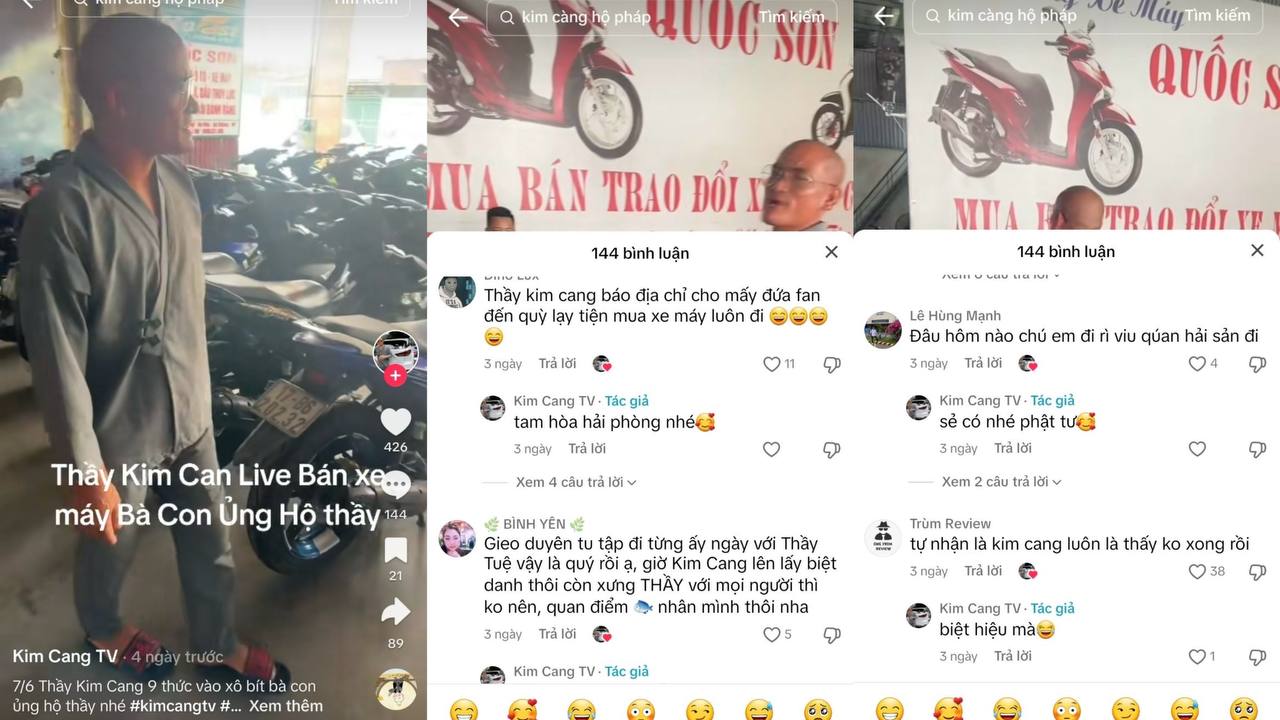 kim càng hộ pháp
Tìm kiếm
QUỐC SƠN
Thầy Kim Can Live Bán xe
máy Bà Con Ủng Hộ thầy
426
144
21
89
Kim Cang TV · 4 ngày trước
7/6 Thầy Kim Cang 9 thức vào xô bít bà con
ủng hộ thầy nhé #kimcangtv #... Xem thêm
kim càng hộ pháp
Tìm kiếm
QUỐC SƠN
MUA BÁN TRAO ĐỔI X
144 bình luận
Dino Lux
Thầy kim cang báo địa chỉ cho mấy đứa fan
đến quỳ lạy tiện mua xe máy luôn đi 😄😄😄
😄
3 ngày Trả lời 11
Kim Cang TV · Tác giả
tam hòa hải phòng nhé🥰
3 ngày Trả lời
Xem 4 câu trả lời
🌿 BÌNH YÊN 🌿
Gieo duyên tu tập đi từng ấy ngày với Thầy
Tuệ vậy là quý rồi ạ, giờ Kim Cang lên lấy biệt
danh thôi còn xưng THẦY với mọi người thì
ko nên, quan điểm 🐟 nhân mình thôi nha
3 ngày Trả lời 5
Kim Cang TV · Tác giả
kim càng hộ pháp
Tìm kiếm
Xe Máy
QUỐC S
MUA BÁN TRAO ĐỔI XE
144 bình luận
Lê Hùng Mạnh
Đâu hôm nào chú em đi rì viu qúan hải sản đi
3 ngày Trả lời 4
Kim Cang TV · Tác giả
sẻ có nhé phật tư🥰
3 ngày Trả lời
Xem 2 câu trả lời
Trùm Review
tự nhận là kim cang luôn là thấy ko xong rồi
3 ngày Trả lời 38
Kim Cang TV · Tác giả
biệt hiệu mà😂
3 ngày Trả lời 1